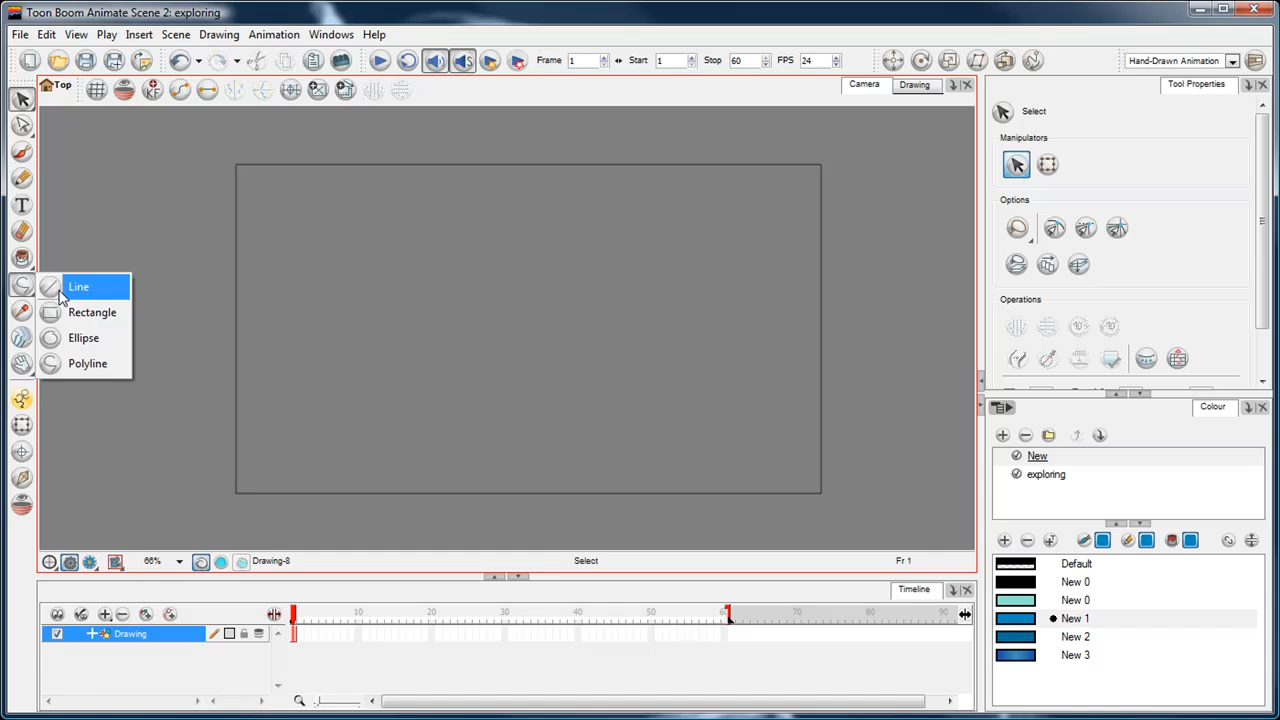 Toon Boom Animate Scene 2: exploring
File Edit View Play Insert Scene Drawing Animation Windows Help
Frame 1 Start 1 Stop 60 FPS 24 Hand-Drawn Animation
Top Camera Drawing Tool Properties
Select
Manipulators
Options
Operations
T
Line
Rectangle
Ellipse
Polyline
Colour
New
exploring
66% Drawing-8 Select Fr 1
Default
New 0
New 0
New 1
New 2
New 3
Timeline
10 20 30 40 50 60 70 80 90
Drawing